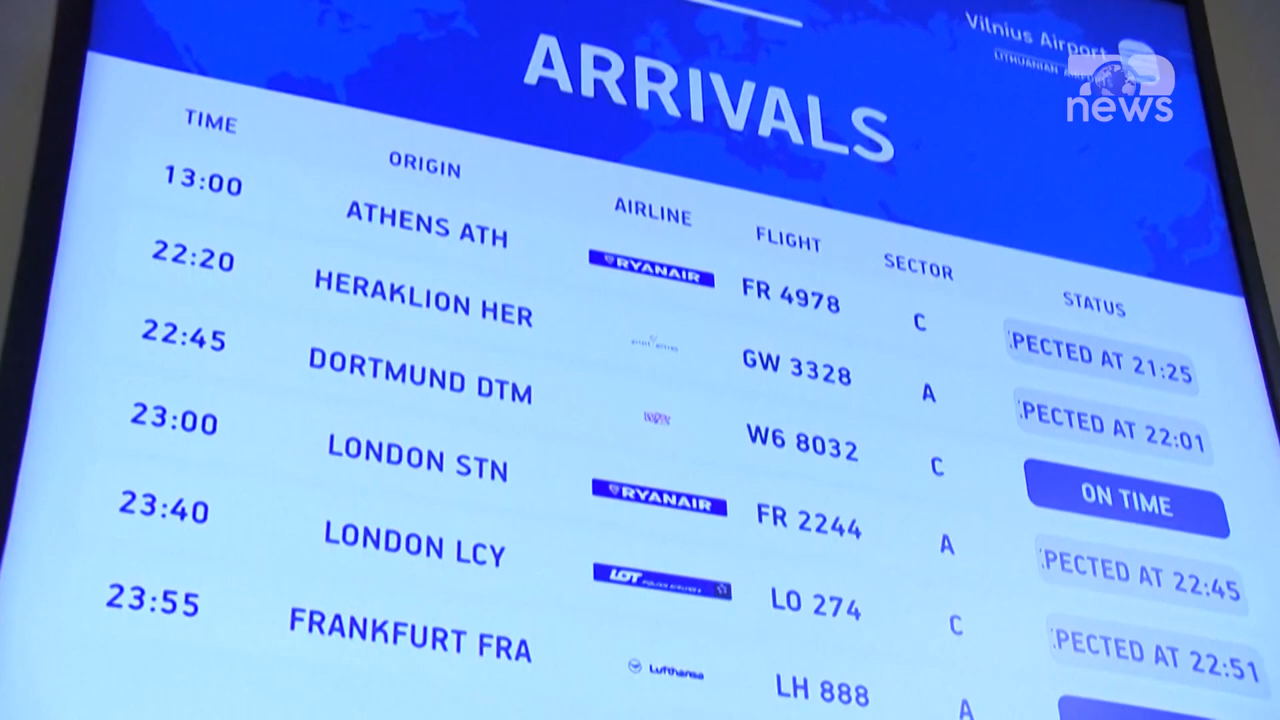 Vilnius Airport
LITHUANIAN
news
ARRIVALS
TIME ORIGIN AIRLINE FLIGHT SECTOR STATUS
13:00 ATHENS ATH RYANAIR FR 4978 C PECTED AT 21:25
22:20 HERAKLION HER GW 3328 A PECTED AT 22:01
22:45 DORTMUND DTM W6 8032 C ON TIME
23:00 LONDON STN RYANAIR FR 2244 A PECTED AT 22:45
23:40 LONDON LCY LOT POLISH AIRLINES LO 274 C PECTED AT 22:51
23:55 FRANKFURT FRA Lufthansa LH 888 A